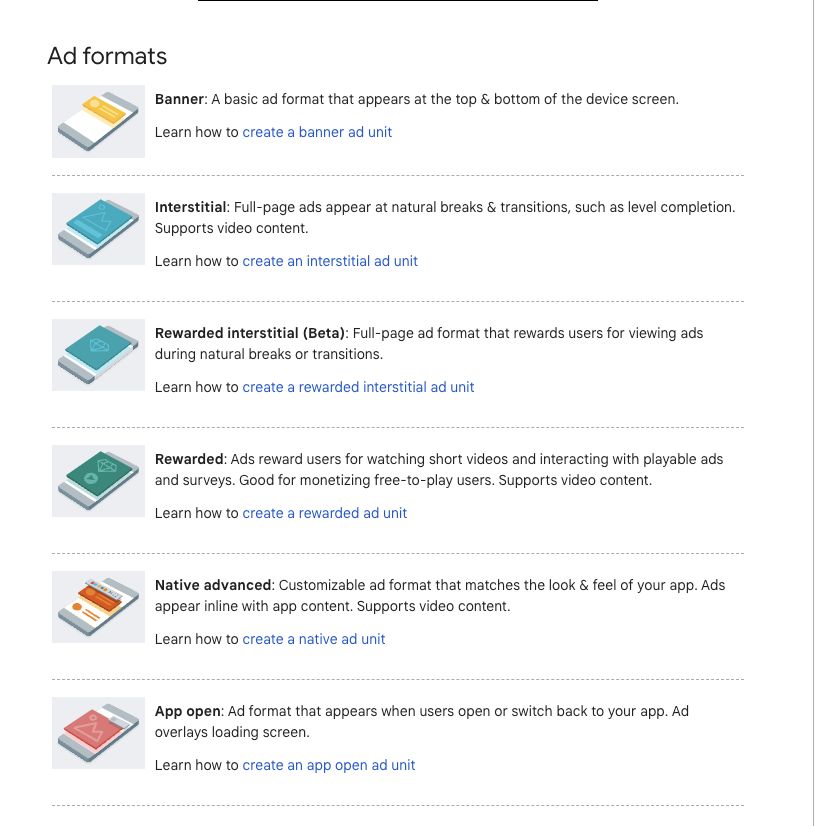 Ad formats
Banner: A basic ad format that appears at the top & bottom of the device screen.
Learn how to create a banner ad unit
Interstitial: Full-page ads appear at natural breaks & transitions, such as level completion.
Supports video content.
Learn how to create an interstitial ad unit
Rewarded interstitial (Beta): Full-page ad format that rewards users for viewing ads
during natural breaks or transitions.
Learn how to create a rewarded interstitial ad unit
Rewarded: Ads reward users for watching short videos and interacting with playable ads
and surveys. Good for monetizing free-to-play users. Supports video content.
Learn how to create a rewarded ad unit
Native advanced: Customizable ad format that matches the look & feel of your app. Ads
appear inline with app content. Supports video content.
Learn how to create a native ad unit
App open: Ad format that appears when users open or switch back to your app. Ad
overlays loading screen.
Learn how to create an app open ad unit